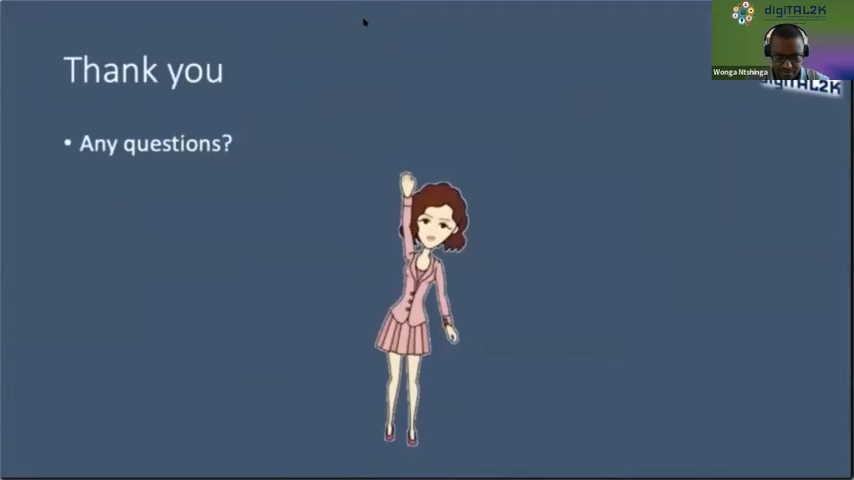 digiTAL2K
Wonga Ntshinga
digiTAL2K
Thank you
• Any questions?